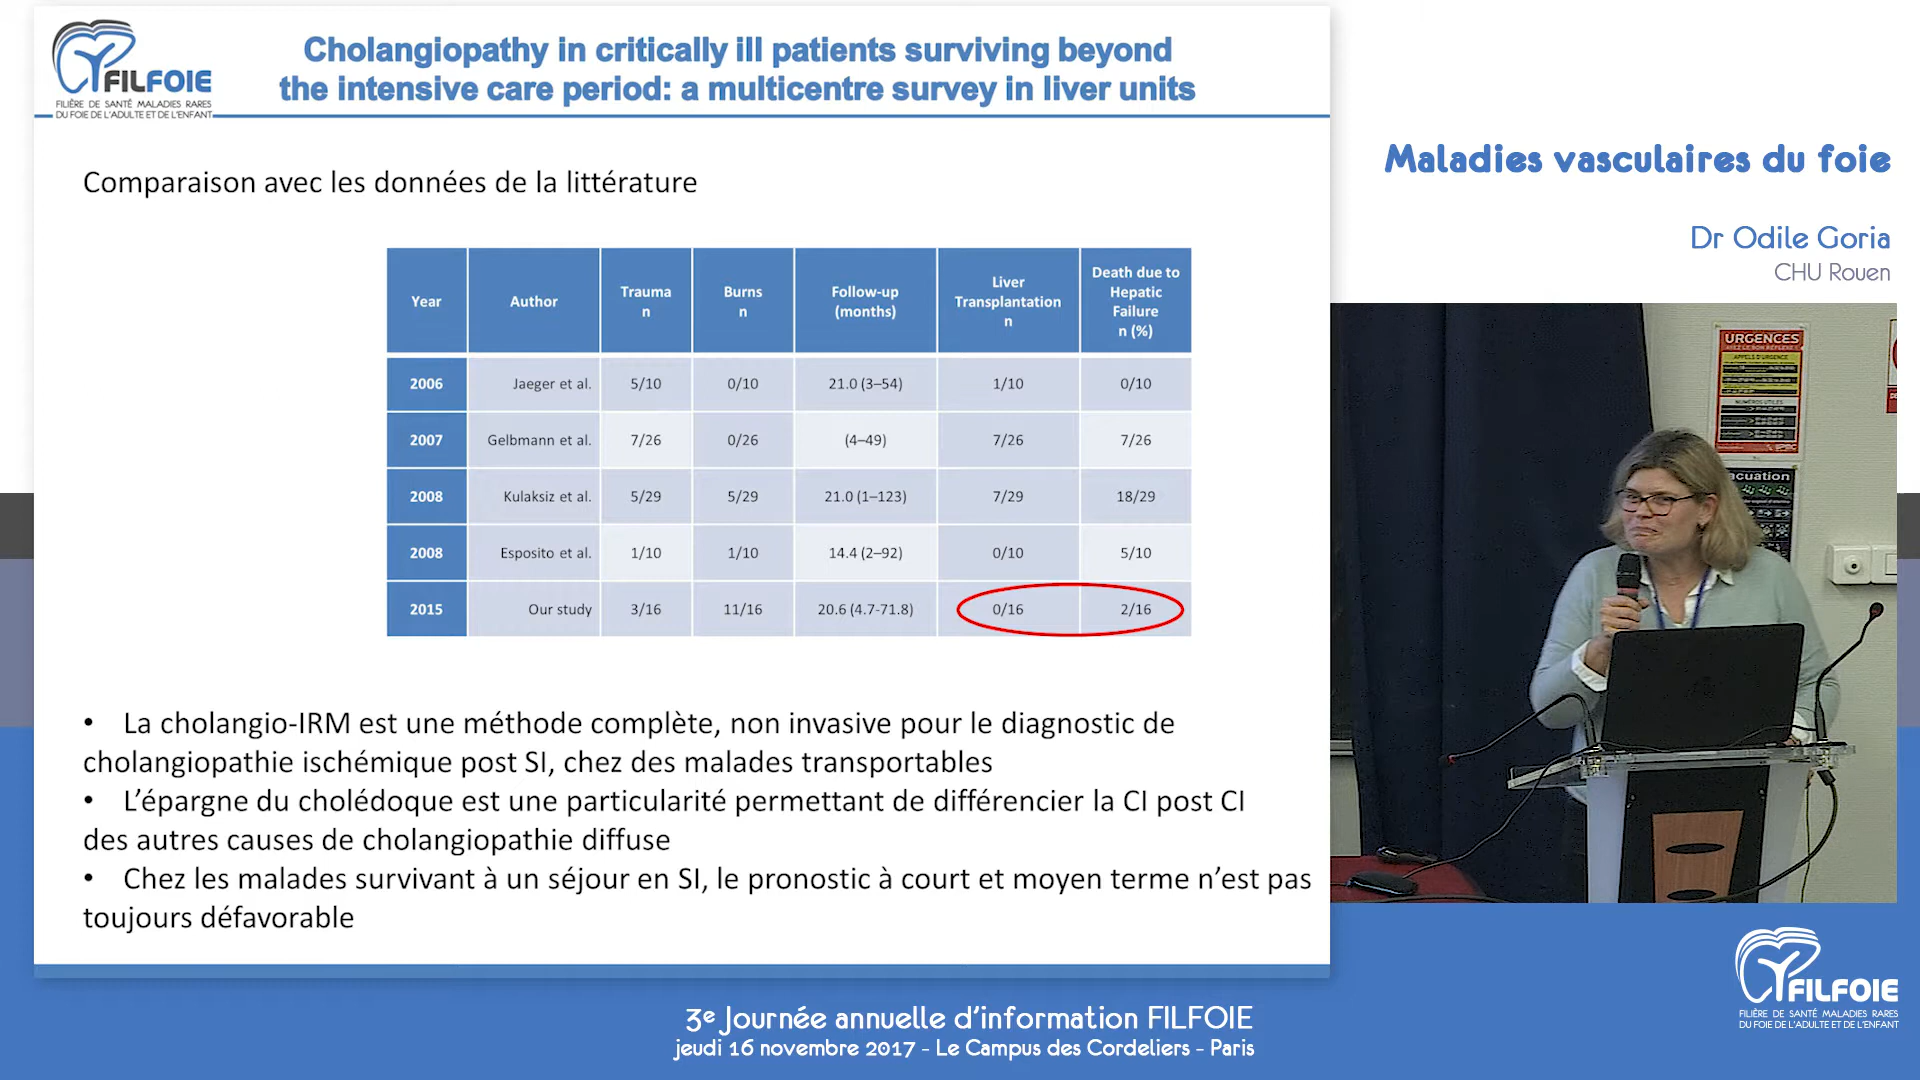 FILFOIE
FILIÈRE DE SANTÉ MALADIES RARES
DU FOIE DE L'ADULTE ET DE L'ENFANT
Cholangiopathy in critically ill patients surviving beyond
the intensive care period: a multicentre survey in liver units
Comparaison avec les données de la littérature
Year Author Trauma n Burns n Follow-up (months) Liver Transplantation n Death due to Hepatic Failure n (%)
2006 Jaeger et al. 5/10 0/10 21.0 (3–54) 1/10 0/10
2007 Gelbmann et al. 7/26 0/26 (4–49) 7/26 7/26
2008 Kulaksiz et al. 5/29 5/29 21.0 (1–123) 7/29 18/29
2008 Esposito et al. 1/10 1/10 14.4 (2–92) 0/10 5/10
2015 Our study 3/16 11/16 20.6 (4.7-71.8) 0/16 2/16
• La cholangio-IRM est une méthode complète, non invasive pour le diagnostic de
cholangiopathie ischémique post SI, chez des malades transportables
• L'épargne du cholédoque est une particularité permettant de différencier la CI post CI
des autres causes de cholangiopathie diffuse
• Chez les malades survivant à un séjour en SI, le pronostic à court et moyen terme n'est pas
toujours défavorable
Maladies vasculaires du foie
Dr Odile Goria
CHU Rouen
URGENCES
APPELS D'URGENCE
NUMÉROS UTILES
acuation
3e Journée annuelle d'information FILFOIE
jeudi 16 novembre 2017 - Le Campus des Cordeliers - Paris
FILFOIE
FILIÈRE DE SANTÉ MALADIES RARES
DU FOIE DE L'ADULTE ET DE L'ENFANT